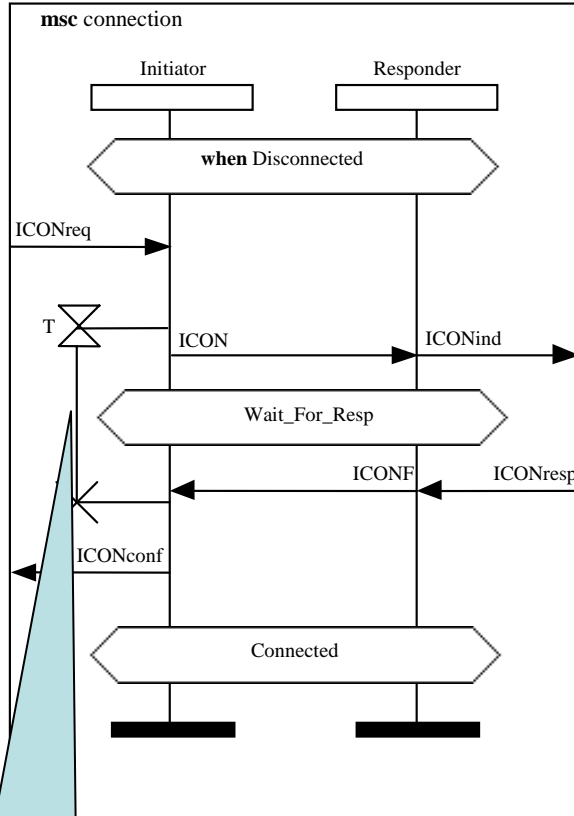 msc connection
Initiator
Responder
when Disconnected
ICONreq
T
ICON
ICONind
Wait_For_Resp
ICONF
ICONresp
ICONconf
Connected